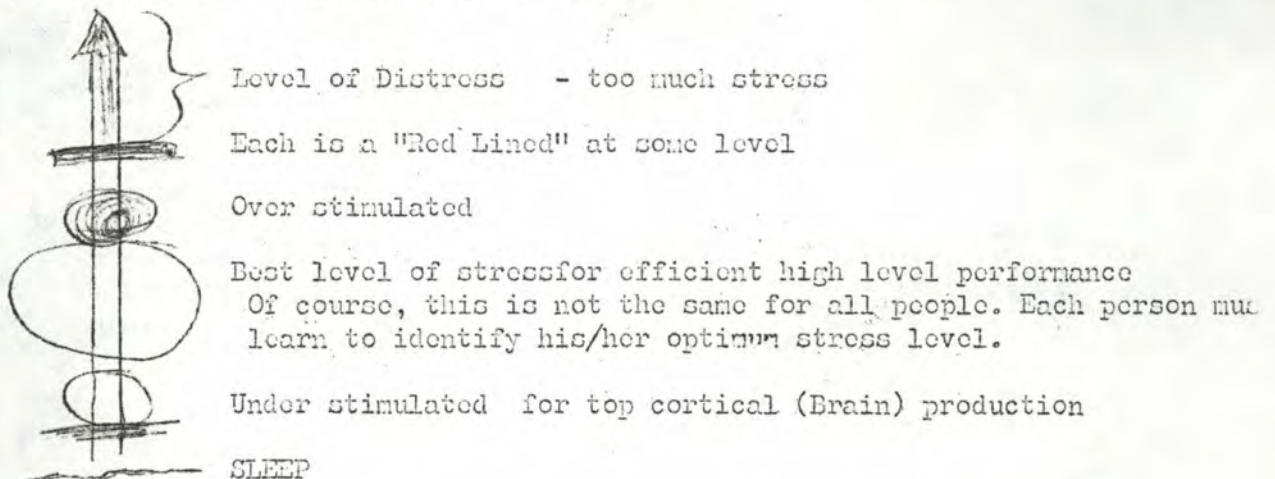 Level of Distress - too much stress
Each is a "Red Lined" at some level
Over stimulated
Best level of stressfor efficient high level performance
Of course, this is not the same for all people. Each person mus
learn to identify his/her optimum stress level.
Under stimulated for top cortical (Brain) production
SLEEP